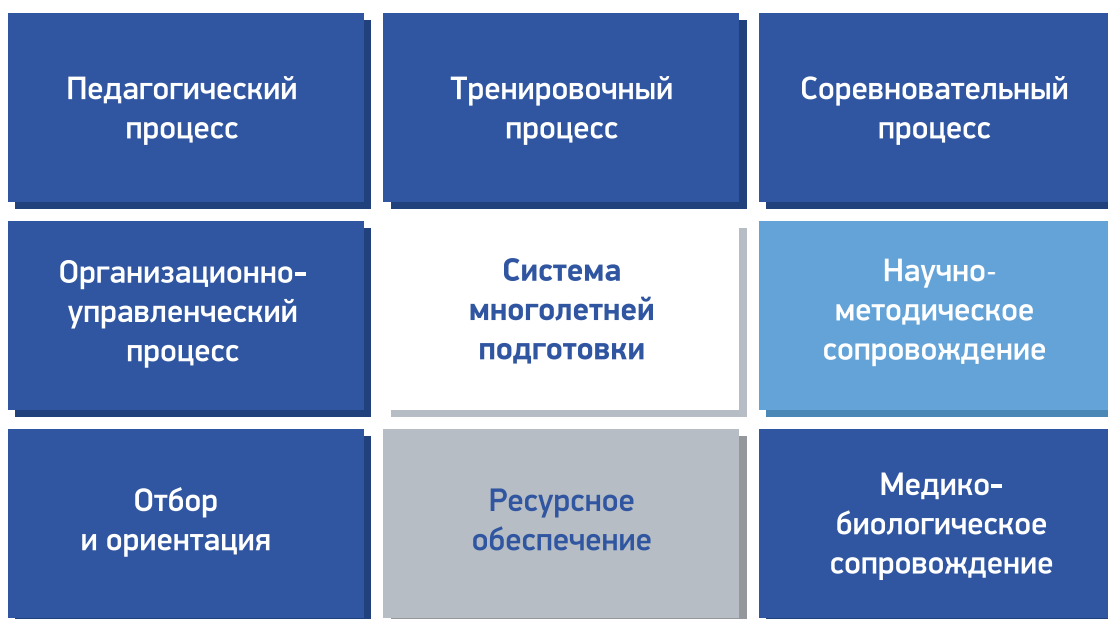 Педагогический
процесс
Тренировочный
процесс
Соревновательный
процесс
Организационно-
управленческий
процесс
Система
многолетней
подготовки
Научно-
методическое
сопровождение
Отбор
и ориентация
Ресурсное
обеспечение
Медико-
биологическое
сопровождение